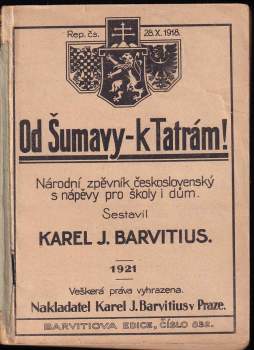 Rep. čs. 28.X.1918.
Od Šumavy-k Tatrám!
Národní zpěvník československý
s nápěvy pro školy i dům.
Sestavil
KAREL J. BARVITIUS.
1921
Veškerá práva vyhrazena.
Nakladatel Karel J. Barvitius v Praze.
BARVITIOVA EDICE, ČÍSLO 832.